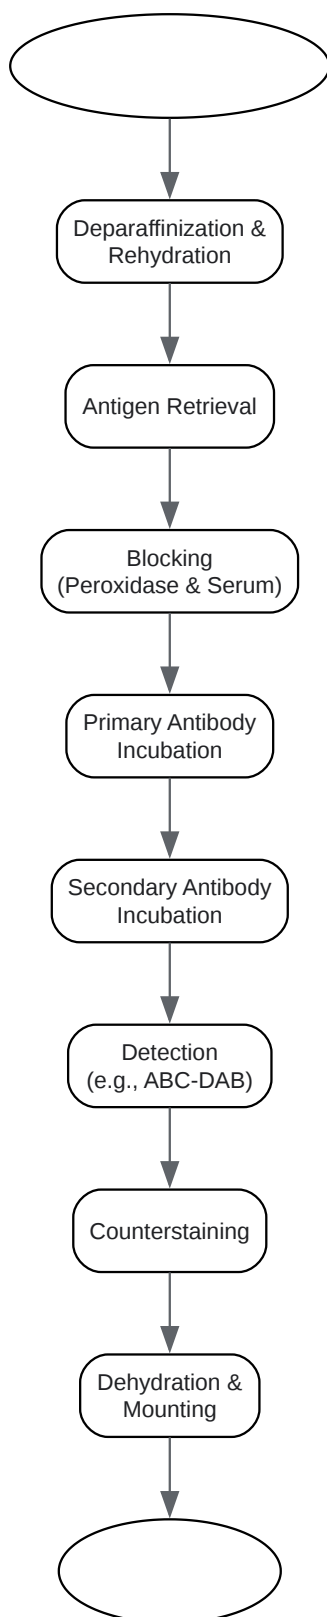 Deparaffinization &
Rehydration
Antigen Retrieval
Blocking
(Peroxidase & Serum)
Primary Antibody
Incubation
Secondary Antibody
Incubation
Detection
(e.g., ABC-DAB)
Counterstaining
Dehydration &
Mounting